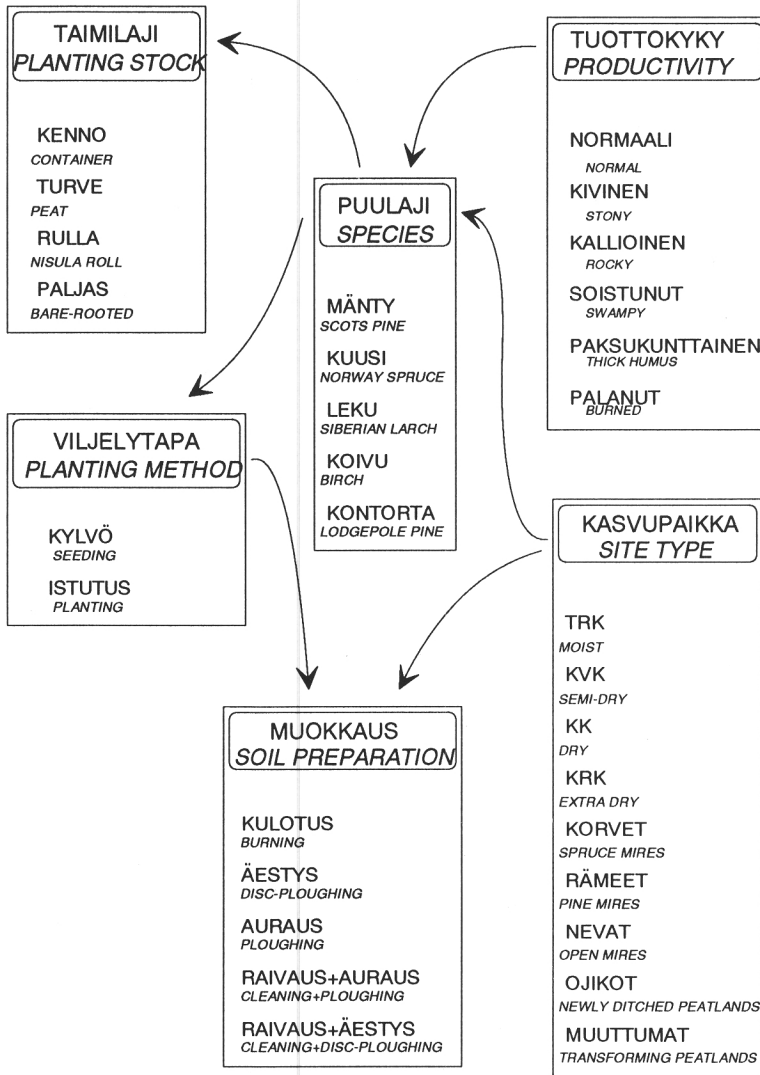 TAIMILAJI
PLANTING STOCK
KENNO
CONTAINER
TURVE
PEAT
RULLA
NISULA ROLL
PALJAS
BARE-ROOTED
TUOTTOKYKY
PRODUCTIVITY
NORMAALI
NORMAL
KIVINEN
STONY
KALLIOINEN
ROCKY
SOISTUNUT
SWAMPY
PAKSUKUNTTAINEN
THICK HUMUS
PALANUT
BURNED
PUULAJI
SPECIES
MÄNTY
SCOTS PINE
KUUSI
NORWAY SPRUCE
LEKU
SIBERIAN LARCH
KOIVU
BIRCH
KONTORTA
LODGEPOLE PINE
VILJELYTAPA
PLANTING METHOD
KYLVÖ
SEEDING
ISTUTUS
PLANTING
KASVUPAIKKA
SITE TYPE
TRK
MOIST
KVK
SEMI-DRY
KK
DRY
KRK
EXTRA DRY
KORVET
SPRUCE MIRES
RÄMEET
PINE MIRES
NEVAT
OPEN MIRES
OJIKOT
NEWLY DITCHED PEATLANDS
MUUTTUMAT
TRANSFORMING PEATLANDS
MUOKKAUS
SOIL PREPARATION
KULOTUS
BURNING
ÄESTYS
DISC-PLOUGHING
AURAUS
PLOUGHING
RAIVAUS+AURAUS
CLEANING+PLOUGHING
RAIVAUS+ÄESTYS
CLEANING+DISC-PLOUGHING